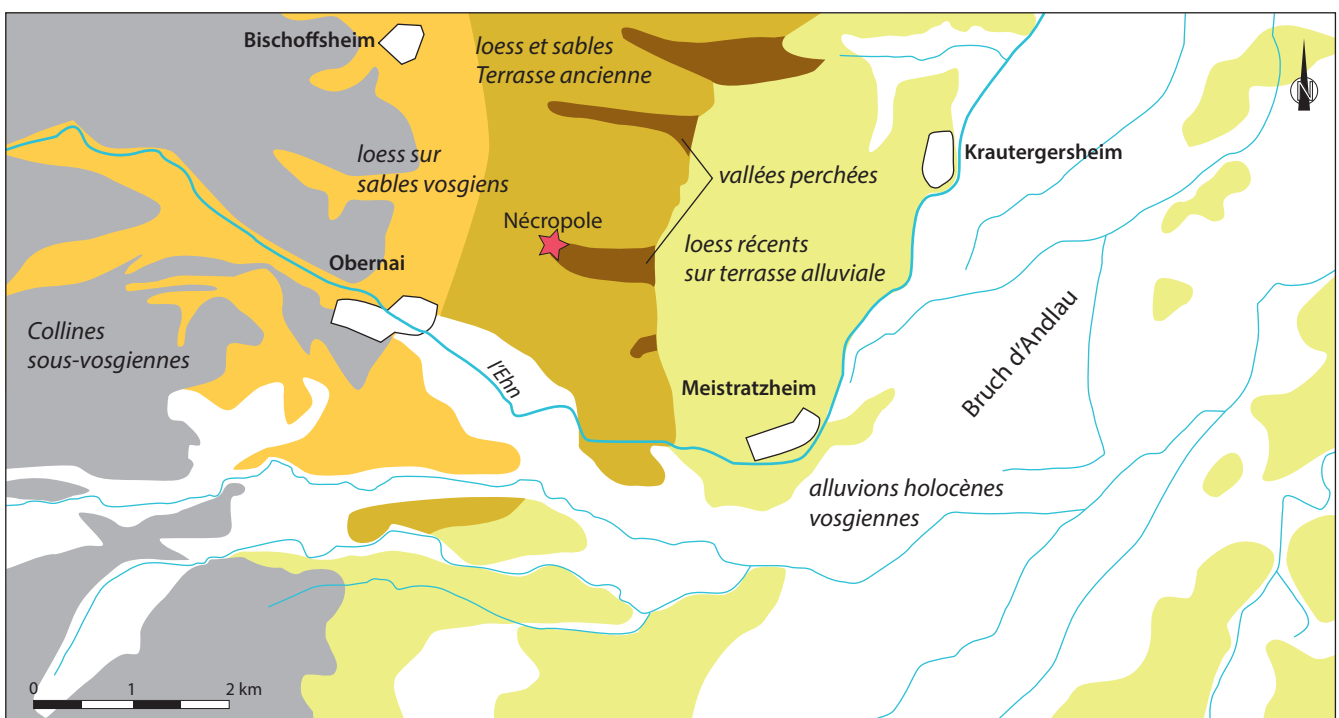 Bischoffsheim
loess et sables
Terrasse ancienne
N
Krautergersheim
loess sur
sables vosgiens
vallées perchées
Nécropole
loess récents
sur terrasse alluviale
Obernai
Collines
sous-vosgiennes
l'Ehn
Meistratzheim
Bruch d'Andlau
alluvions holocènes
vosgiennes
0 1 2 km